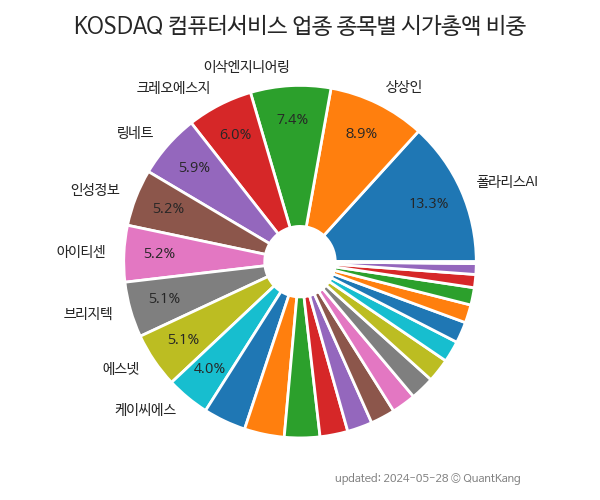 KOSDAQ 컴퓨터서비스 업종 종목별 시가총액 비중
이삭엔지니어링
상상인
크레오에스지
링네트
인성정보
아이티센
브리지텍
에스넷
케이씨에스
폴라리스AI
7.4%
8.9%
6.0%
5.9%
5.2%
5.2%
5.1%
5.1%
4.0%
13.3%
updated: 2024-05-28 © QuantKang